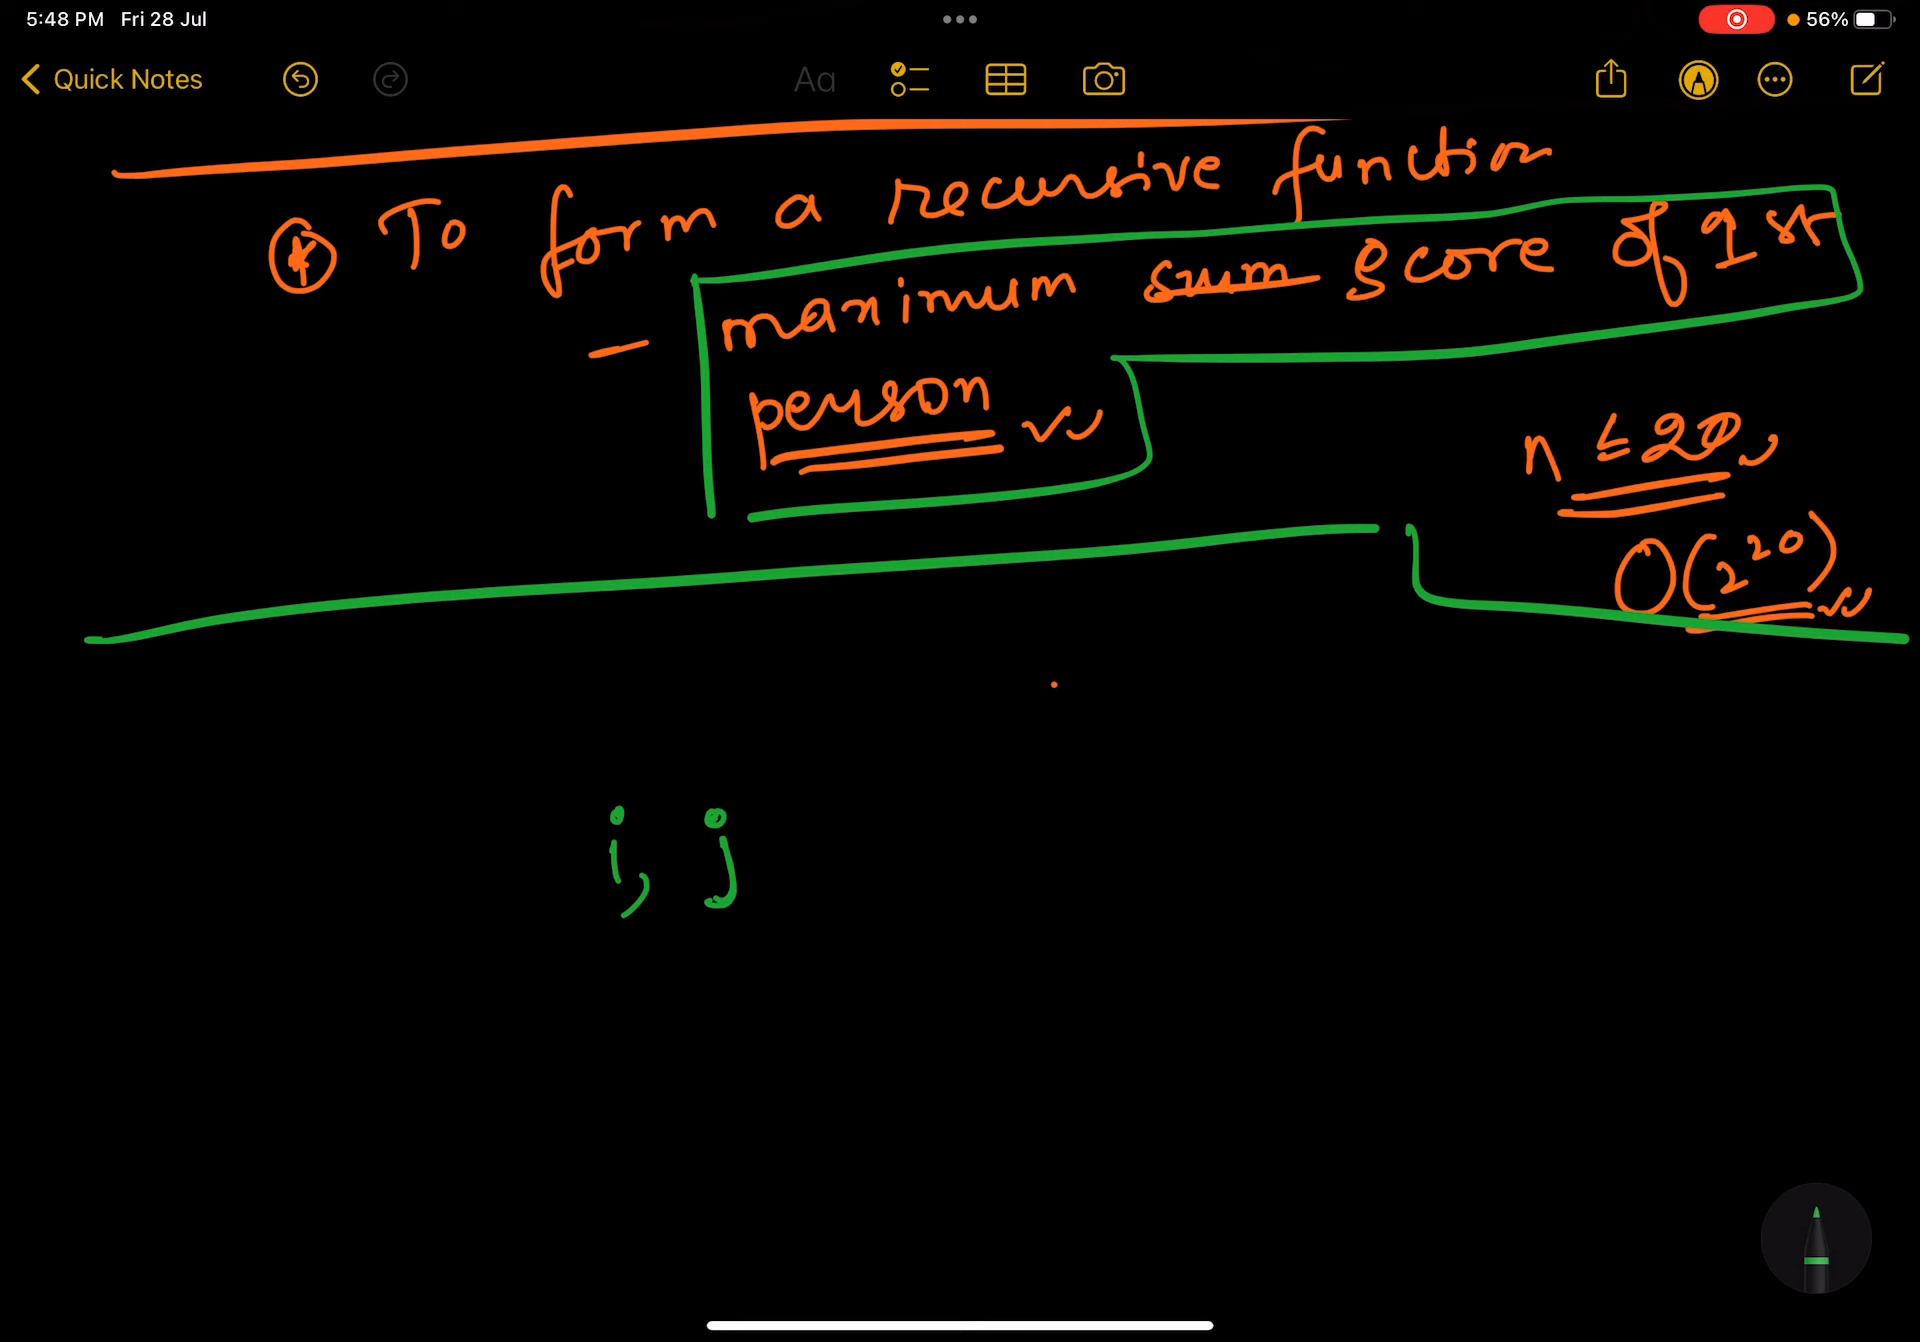 5:48 PM Fri 28 Jul
56%
Quick Notes
Aa
* To form a recursive function
- maximum sum score of 1st
person
n ≤ 20
O(2^20)
i, j